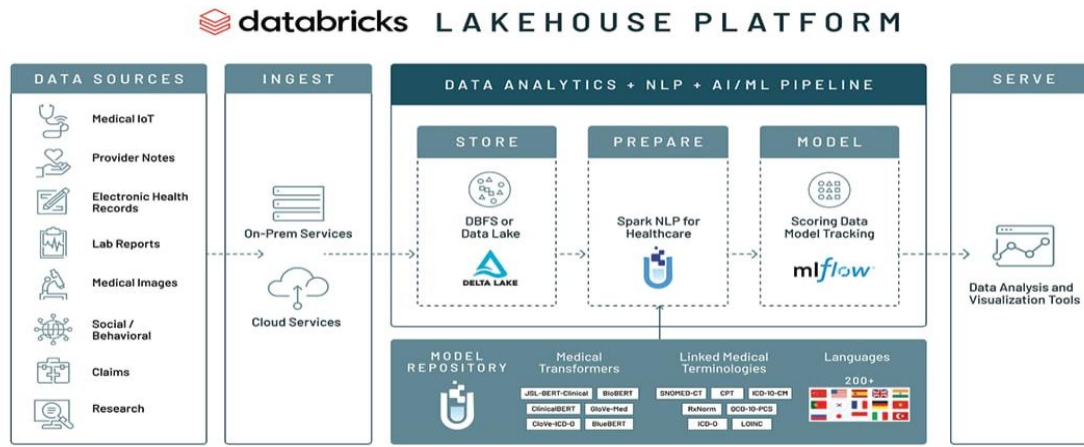 databricks LAKEHOUSE PLATFORM
DATA SOURCES
Medical IoT
Provider Notes
Electronic Health
Records
Lab Reports
Medical Images
Social /
Behavioral
Claims
Research
INGEST
On-Prem Services
Cloud Services
DATA ANALYTICS + NLP + AI/ML PIPELINE
STORE
DBFS or
Data Lake
DELTA LAKE
PREPARE
Spark NLP for
Healthcare
MODEL
Scoring Data
Model Tracking
mlflow
SERVE
Data Analysis and
Visualization Tools
MODEL
REPOSITORY
Medical
Transformers
JSL-BERT-Clinical BioBERT
ClinicalBERT GloVe-Med
CloVe-ICD-O BlueBERT
Linked Medical
Terminologies
SNOMED-CT CPT ICD-10-CM
RxNorm OCD-10-PCS
ICD-O LOINC
Languages
200+